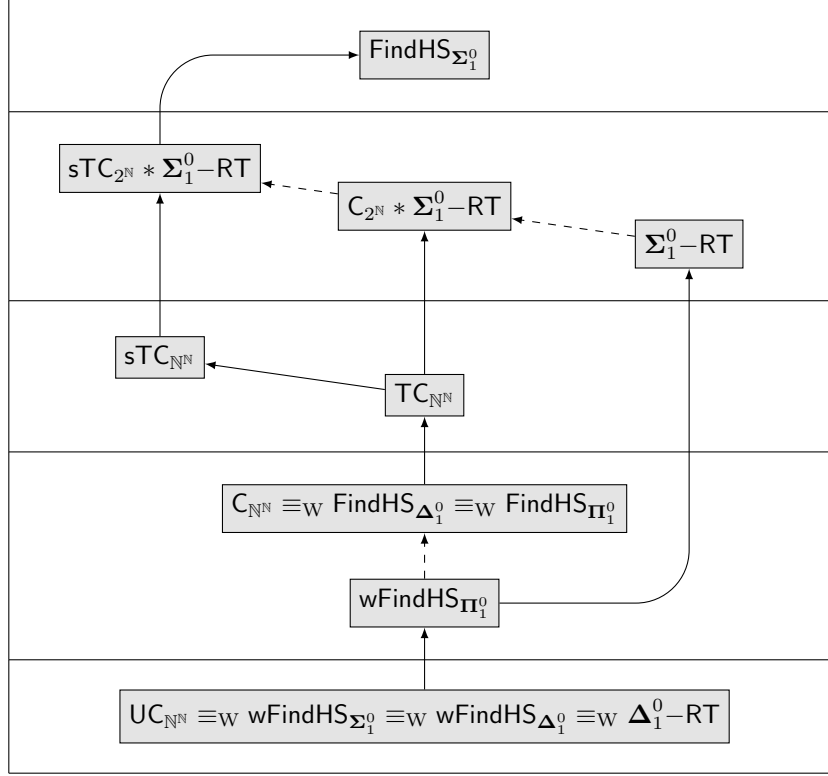 FindHS_{𝚺^0_1}
sTC_{2^ℕ} ∗ 𝚺^0_1−RT
C_{2^ℕ} ∗ 𝚺^0_1−RT
𝚺^0_1−RT
sTC_{ℕ^ℕ}
TC_{ℕ^ℕ}
C_{ℕ^ℕ} ≡_W FindHS_{𝚫^0_1} ≡_W FindHS_{𝚷^0_1}
wFindHS_{𝚷^0_1}
UC_{ℕ^ℕ} ≡_W wFindHS_{𝚺^0_1} ≡_W wFindHS_{𝚫^0_1} ≡_W 𝚫^0_1−RT